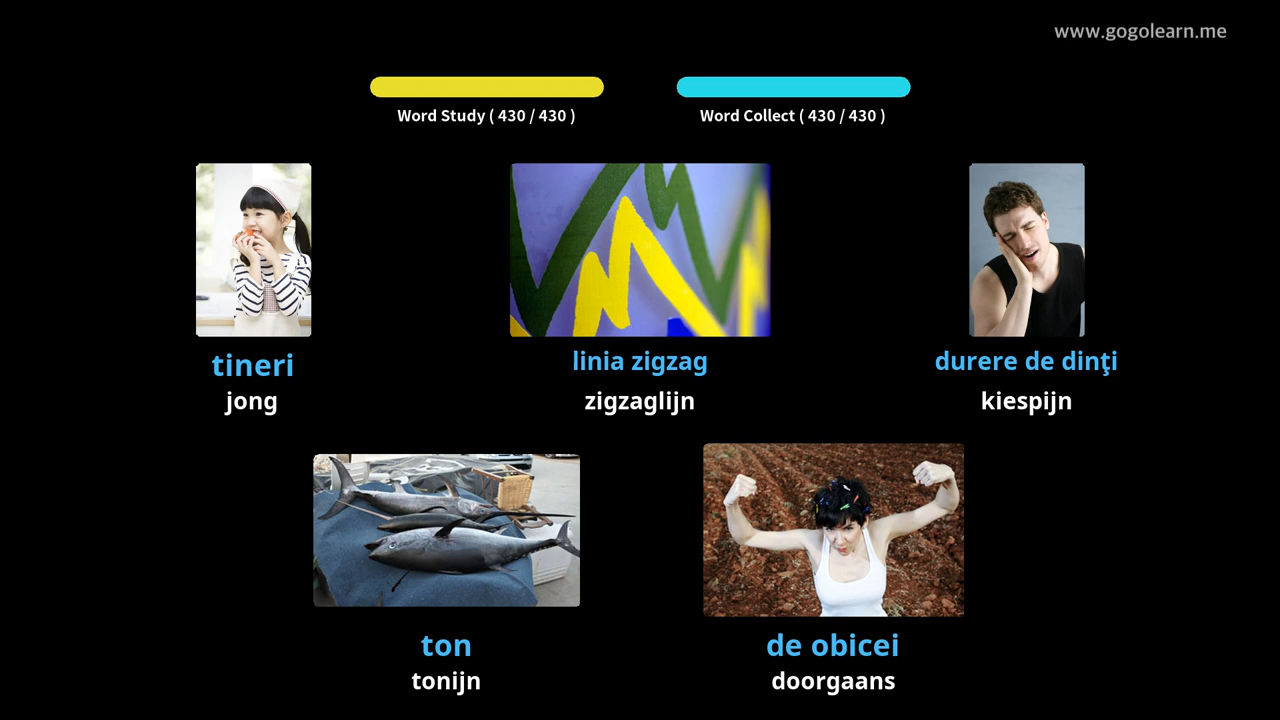 www.gogolearn.me
Word Study ( 430 / 430 )
Word Collect ( 430 / 430 )
tineri
jong
linia zigzag
zigzaglijn
durere de dinţi
kiespijn
ton
tonijn
de obicei
doorgaans